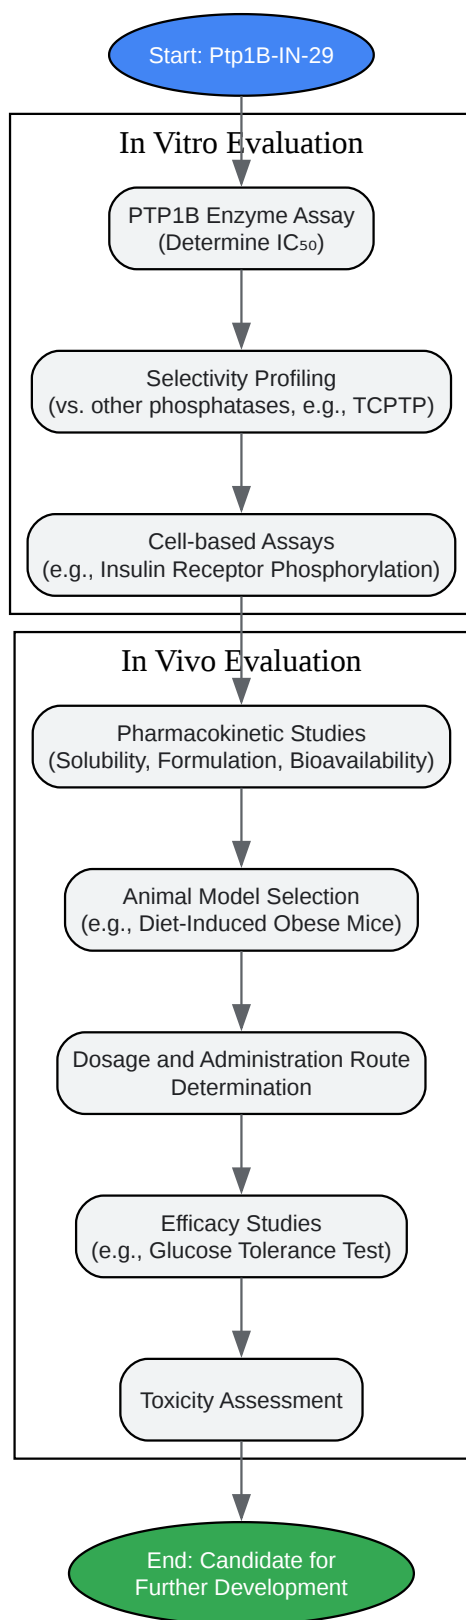 Start: Ptp1B-IN-29
In Vitro Evaluation
PTP1B Enzyme Assay
(Determine IC₅₀)
Selectivity Profiling
(vs. other phosphatases, e.g., TCPTP)
Cell-based Assays
(e.g., Insulin Receptor Phosphorylation)
In Vivo Evaluation
Pharmacokinetic Studies
(Solubility, Formulation, Bioavailability)
Animal Model Selection
(e.g., Diet-Induced Obese Mice)
Dosage and Administration Route
Determination
Efficacy Studies
(e.g., Glucose Tolerance Test)
Toxicity Assessment
End: Candidate for
Further Development